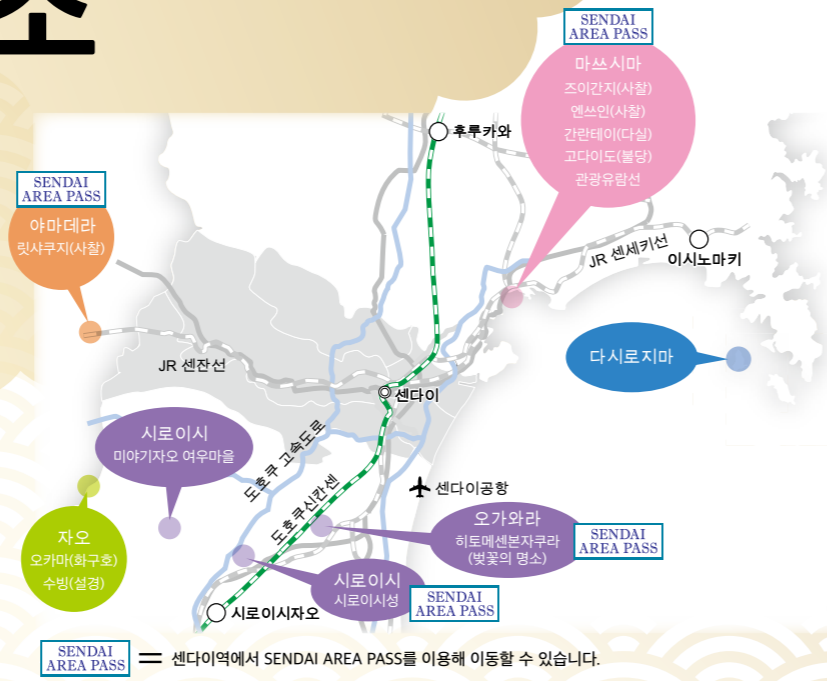 소
SENDAI
AREA PASS
마쓰시마
즈이간지(사찰)
엔쓰인(사찰)
간란테이(다실)
고다이도(불당)
관광유람선
후루카와
SENDAI
AREA PASS
야마데라
릿샤쿠지(사찰)
JR 센세키선
이시노마키
JR 센잔선
다시로지마
센다이
시로이시
미야기자오 여우마을
도호쿠 고속도로
도호쿠신칸센
센다이공항
자오
오카마(화구호)
수빙(설경)
오가와라
히토메센본자쿠라
(벚꽃의 명소)
SENDAI
AREA PASS
시로이시
시로이시성
SENDAI
AREA PASS
시로이시자오
SENDAI
AREA PASS
= 센다이역에서 SENDAI AREA PASS를 이용해 이동할 수 있습니다.